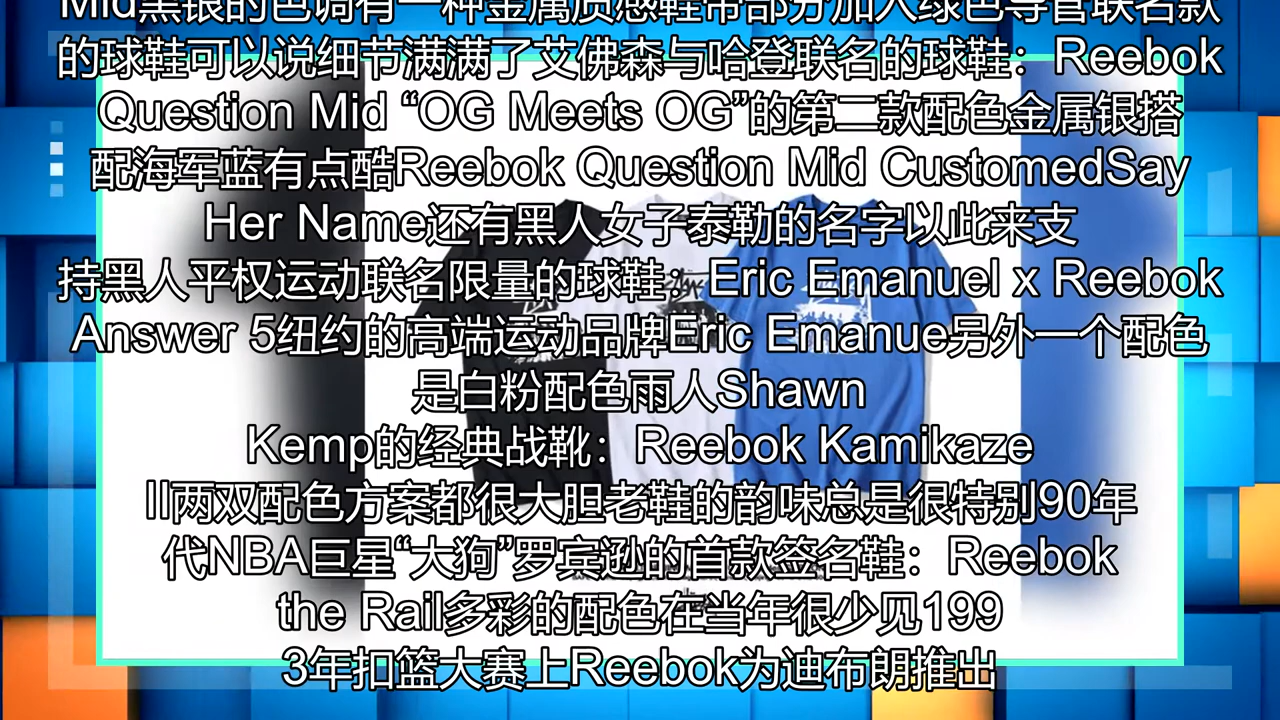 Mid黑银的色调有一种金属质感鞋带部分加入绿色导管联名款
的球鞋可以说细节满满了艾佛森与哈登联名的球鞋：Reebok
Question Mid “OG Meets OG”的第二款配色金属银搭
配海军蓝有点酷Reebok Question Mid CustomedSay
Her Name还有黑人女子泰勒的名字以此来支
持黑人平权运动联名限量的球鞋：Eric Emanuel x Reebok
Answer 5纽约的高端运动品牌Eric Emanue另外一个配色
是白粉配色雨人Shawn
Kemp的经典战靴：Reebok Kamikaze
II两双配色方案都很大胆老鞋的韵味总是很特别90年
代NBA巨星“大狗”罗宾逊的首款签名鞋：Reebok
the Rail多彩的配色在当年很少见199
3年扣篮大赛上Reebok为迪布朗推出